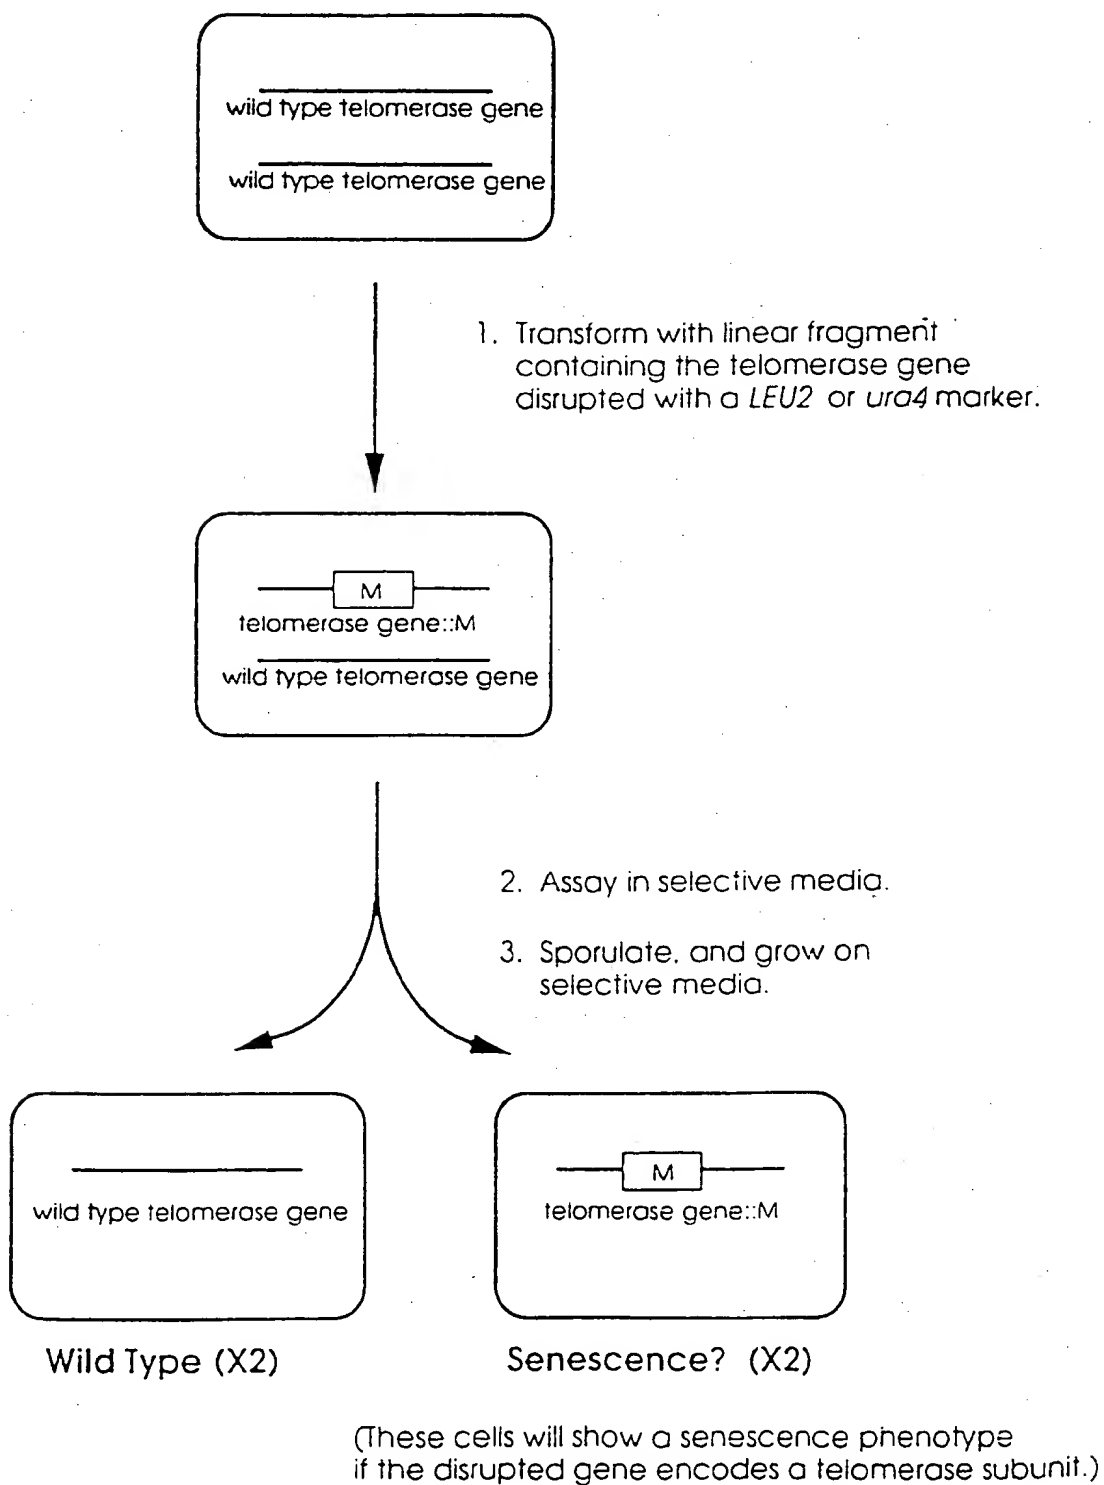 wild type telomerase gene
wild type telomerase gene
1. Transform with linear fragment
containing the telomerase gene
disrupted with a LEU2 or ura4 marker.
M
telomerase gene::M
wild type telomerase gene
2. Assay in selective media.
3. Sporulate, and grow on
selective media.
wild type telomerase gene
M
telomerase gene::M
Wild Type (X2)
Senescence? (X2)
(These cells will show a senescence phenotype
if the disrupted gene encodes a telomerase subunit.)